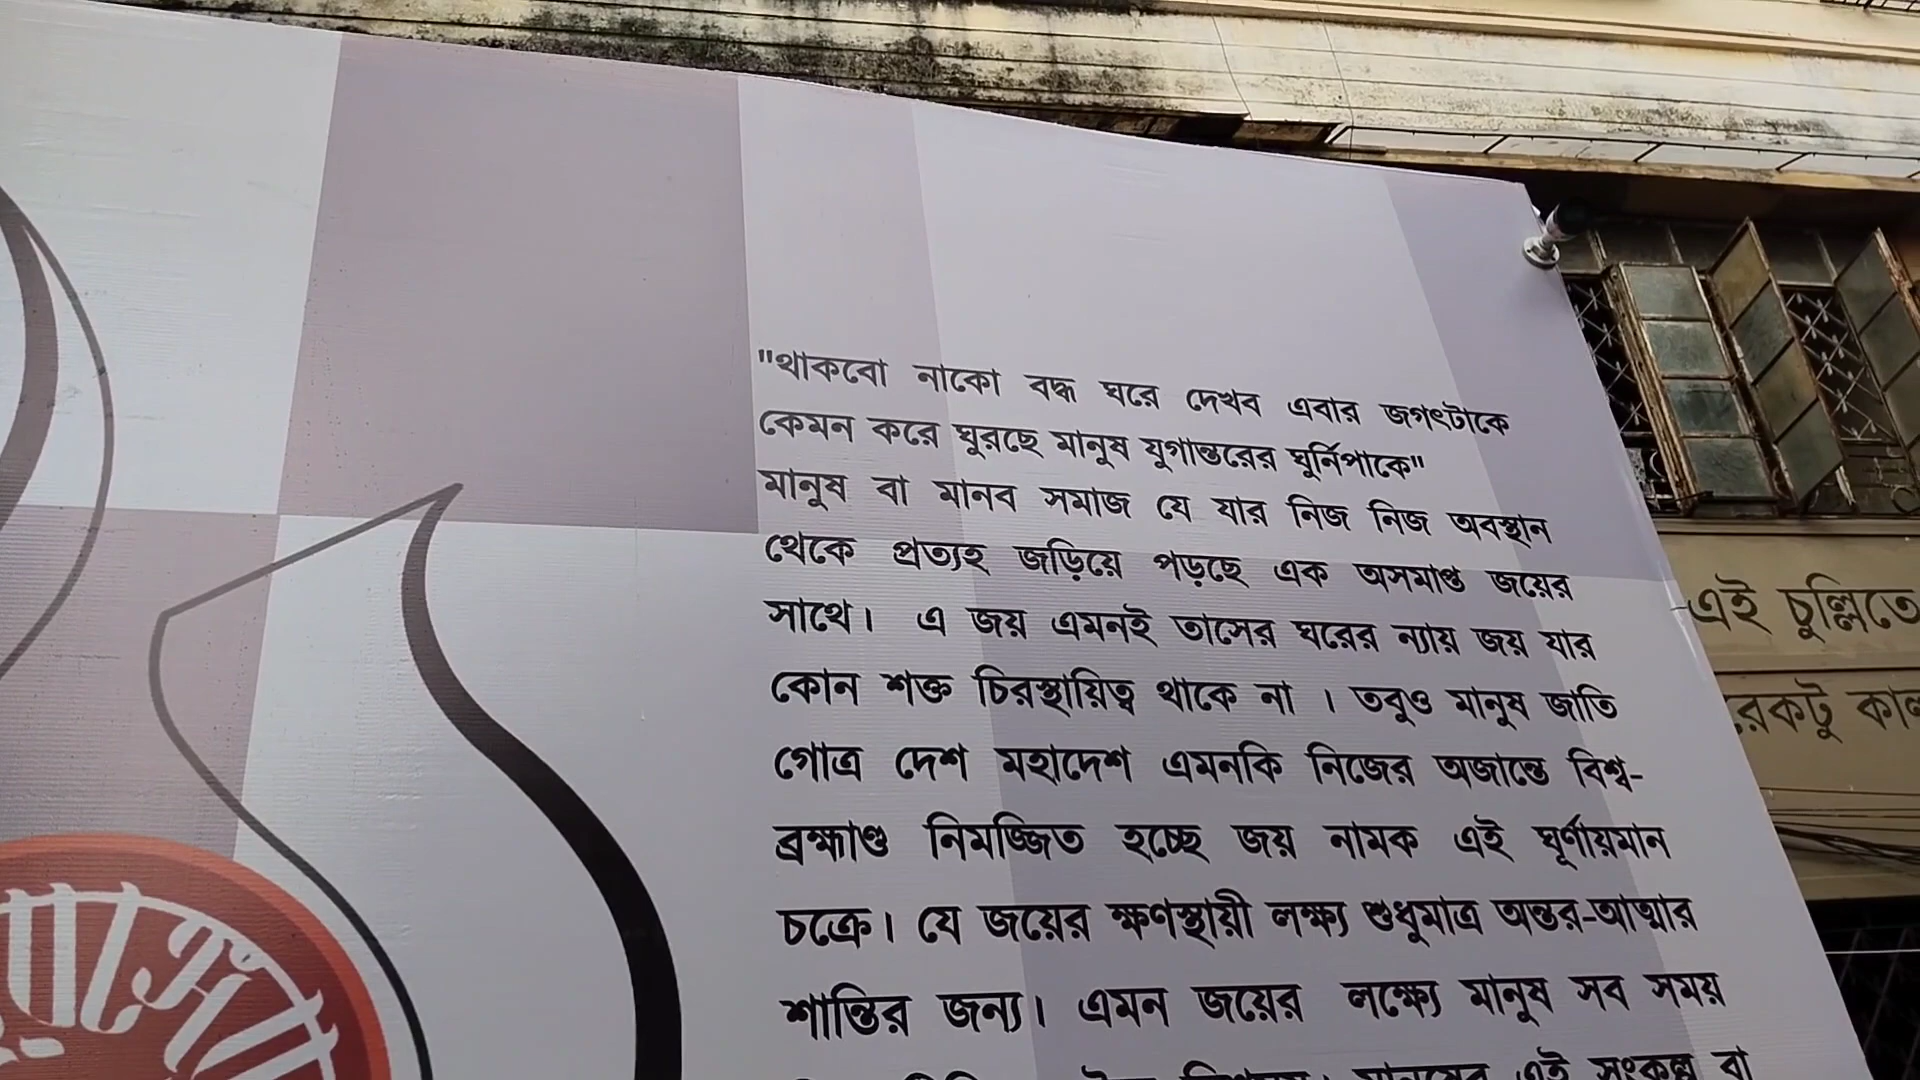 "থাকবো নাকো বদ্ধ ঘরে দেখব এবার জগৎটাকে
কেমন করে ঘুরছে মানুষ যুগান্তরের ঘুর্নিপাকে"
মানুষ বা মানব সমাজ যে যার নিজ নিজ অবস্থান
থেকে প্রত্যহ জড়িয়ে পড়ছে এক অসমাপ্ত জয়ের
সাথে। এ জয় এমনই তাসের ঘরের ন্যায় জয় যার
কোন শক্ত চিরস্থায়িত্ব থাকে না । তবুও মানুষ জাতি
গোত্র দেশ মহাদেশ এমনকি নিজের অজান্তে বিশ্ব-
ব্রহ্মাণ্ড নিমজ্জিত হচ্ছে জয় নামক এই ঘূর্ণায়মান
চক্রে। যে জয়ের ক্ষণস্থায়ী লক্ষ্য শুধুমাত্র অন্তর-আত্মার
শান্তির জন্য। এমন জয়ের লক্ষ্যে মানুষ সব সময়
মানুষের এই সংকল্প বা
এই চুল্লিতে